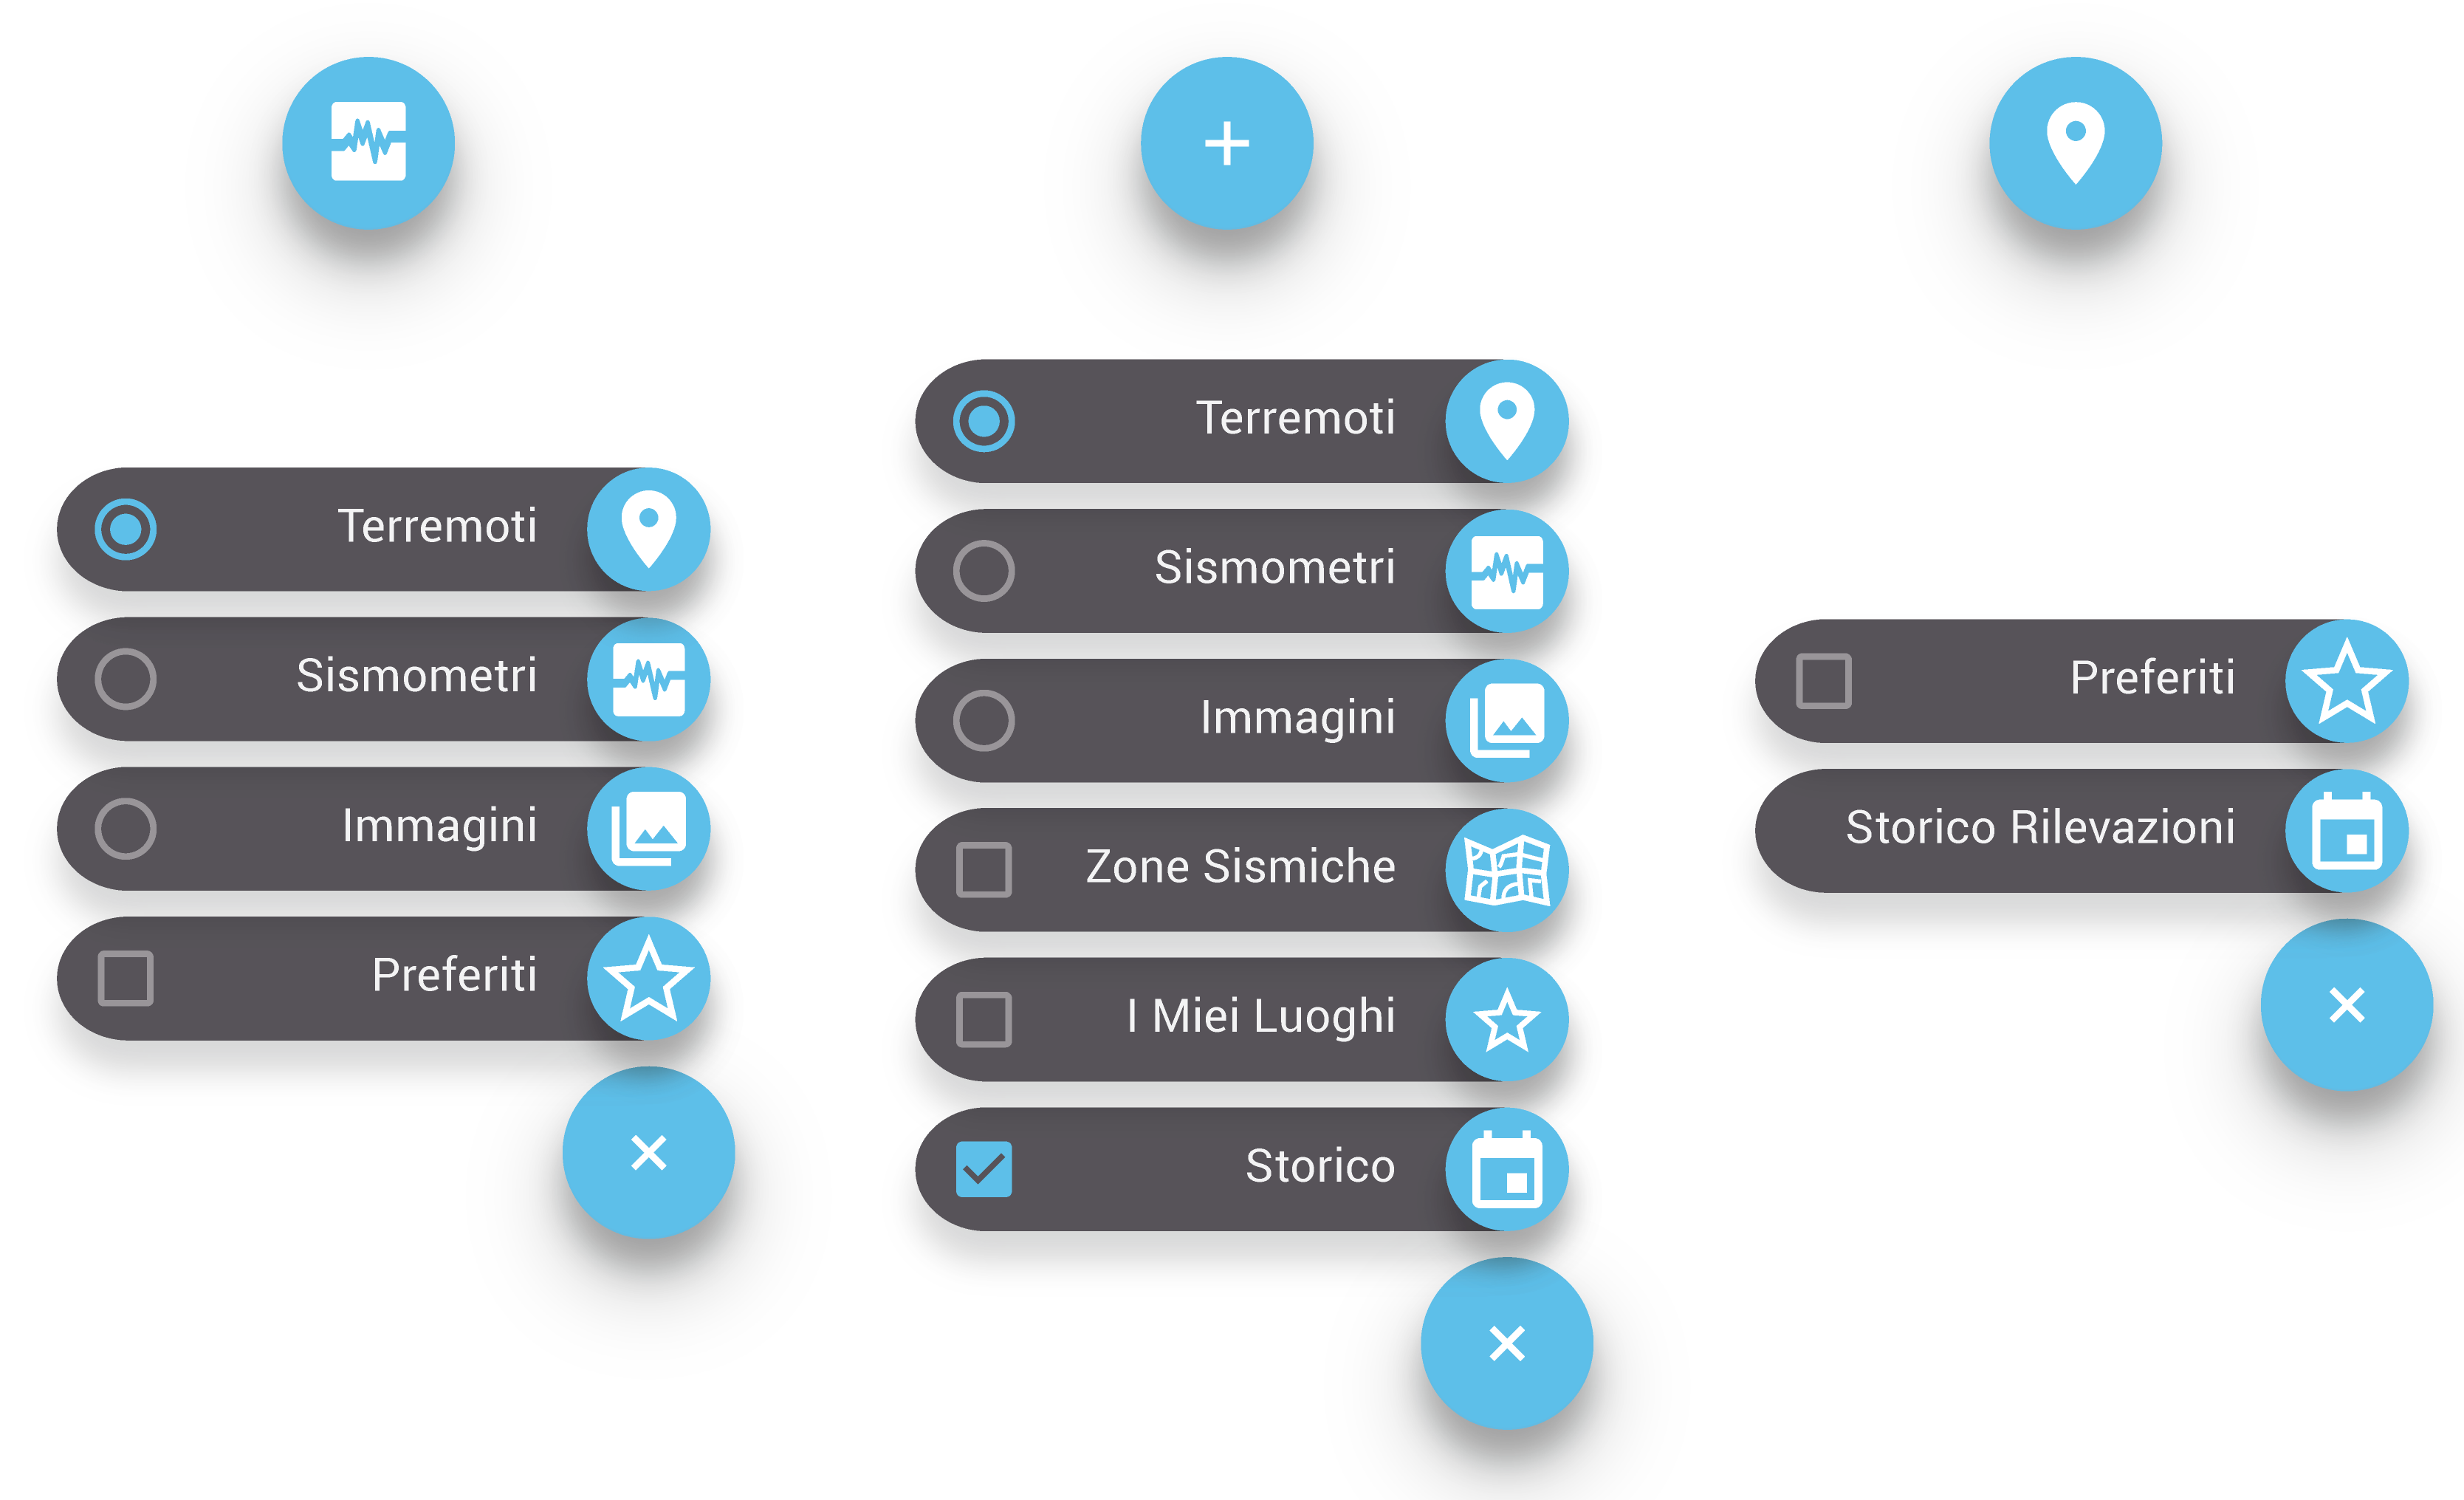 Terremoti
Sismometri
Immagini
Preferiti
Terremoti
Sismometri
Immagini
Zone Sismiche
I Miei Luoghi
Storico
Preferiti
Storico Rilevazioni